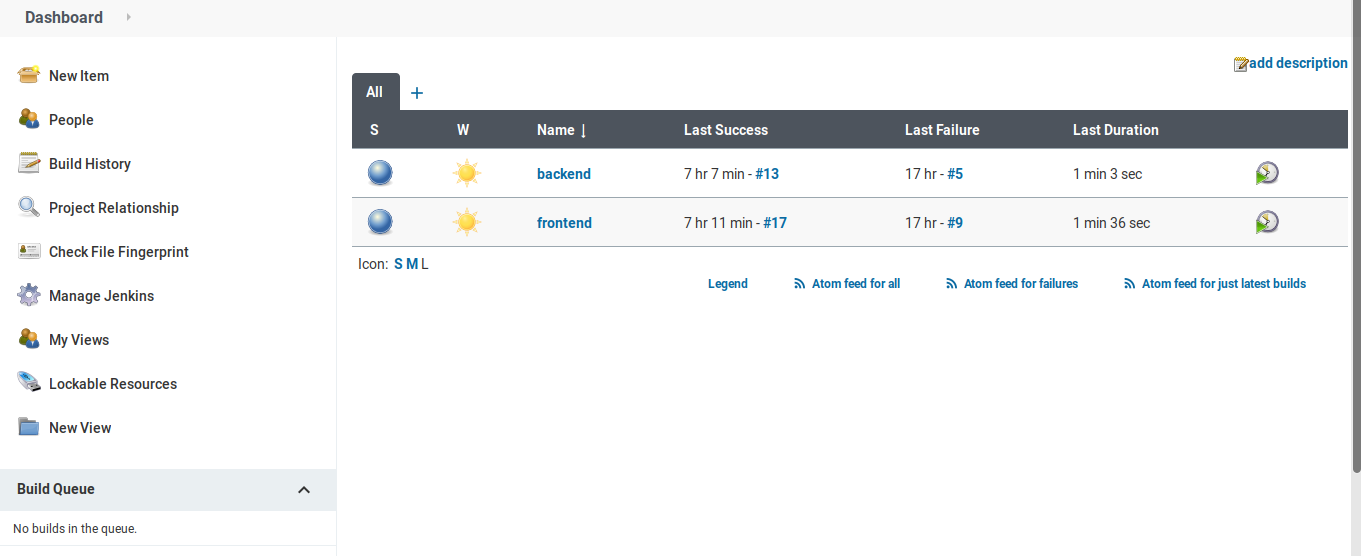 Dashboard
New Item
People
Build History
Project Relationship
Check File Fingerprint
Manage Jenkins
My Views
Lockable Resources
New View
Build Queue
No builds in the queue.
add description
All +
S W Name ↓ Last Success Last Failure Last Duration
backend 7 hr 7 min - #13 17 hr - #5 1 min 3 sec
frontend 7 hr 11 min - #17 17 hr - #9 1 min 36 sec
Icon: S M L
Legend Atom feed for all Atom feed for failures Atom feed for just latest builds